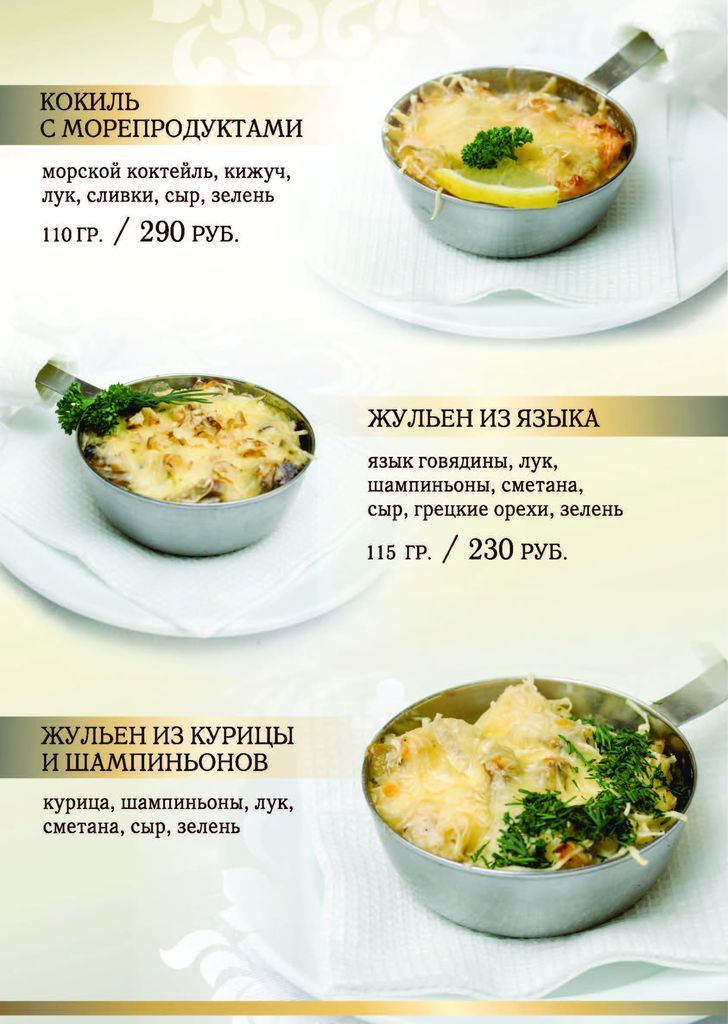 КОКИЛЬ
С МОРЕПРОДУКТАМИ
морской коктейль, кижуч,
лук, сливки, сыр, зелень
110 ГР. / 290 РУБ.
ЖУЛЬЕН ИЗ ЯЗЫКА
язык говядины, лук,
шампиньоны, сметана,
сыр, грецкие орехи, зелень
115 ГР. / 230 РУБ.
ЖУЛЬЕН ИЗ КУРИЦЫ
И ШАМПИНЬОНОВ
курица, шампиньоны, лук,
сметана, сыр, зелень